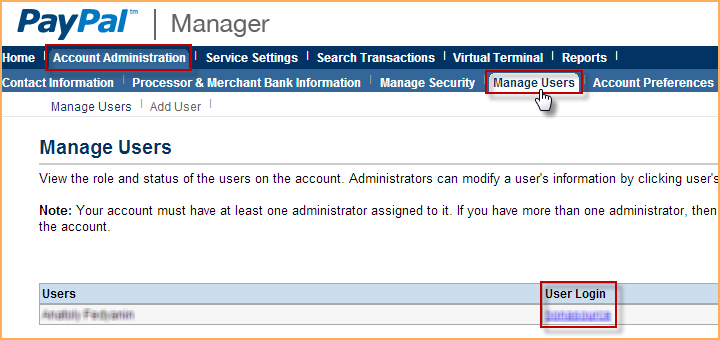 PayPal™ | Manager
Home | Account Administration | Service Settings | Search Transactions | Virtual Terminal | Reports |
Contact Information | Processor & Merchant Bank Information | Manage Security | Manage Users | Account Preferences
Manage Users | Add User |
Manage Users
View the role and status of the users on the account. Administrators can modify a user's information by clicking user's
Note: Your account must have at least one administrator assigned to it. If you have more than one administrator, then
the account.
Users User Login